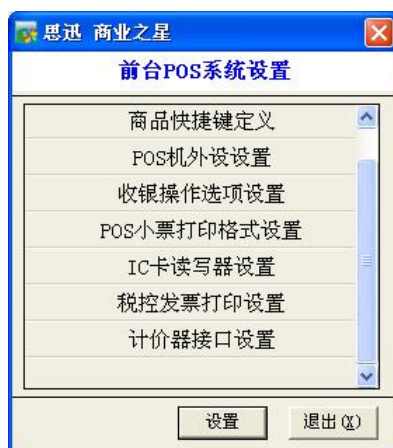 思迅 商业之星
前台POS系统设置
商品快捷键定义
POS机外设设置
收银操作选项设置
POS小票打印格式设置
IC卡读写器设置
税控发票打印设置
计价器接口设置
设置 退出(X)